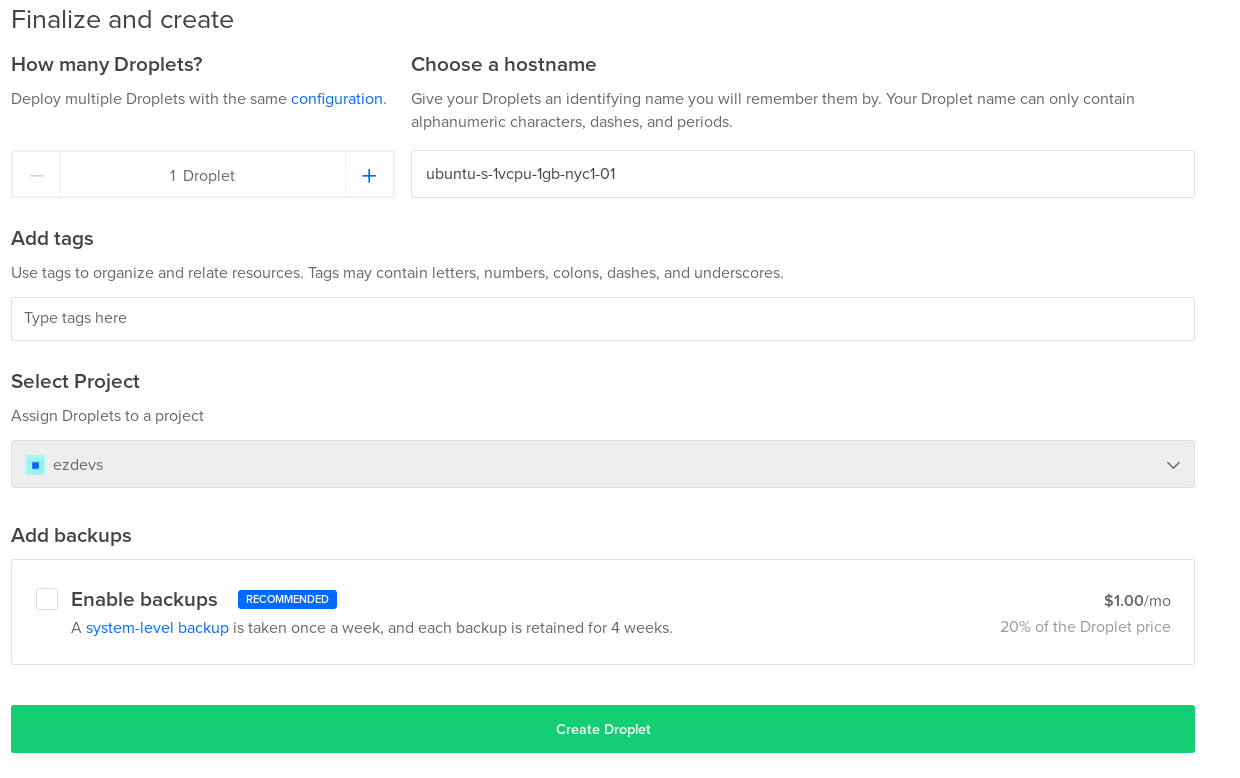 Finalize and create
How many Droplets?
Deploy multiple Droplets with the same configuration.
1 Droplet
Choose a hostname
Give your Droplets an identifying name you will remember them by. Your Droplet name can only contain
alphanumeric characters, dashes, and periods.
ubuntu-s-1vcpu-1gb-nyc1-01
Add tags
Use tags to organize and relate resources. Tags may contain letters, numbers, colons, dashes, and underscores.
Type tags here
Select Project
Assign Droplets to a project
ezdevs
Add backups
Enable backups RECOMMENDED
A system-level backup is taken once a week, and each backup is retained for 4 weeks.
$1.00/mo
20% of the Droplet price
Create Droplet